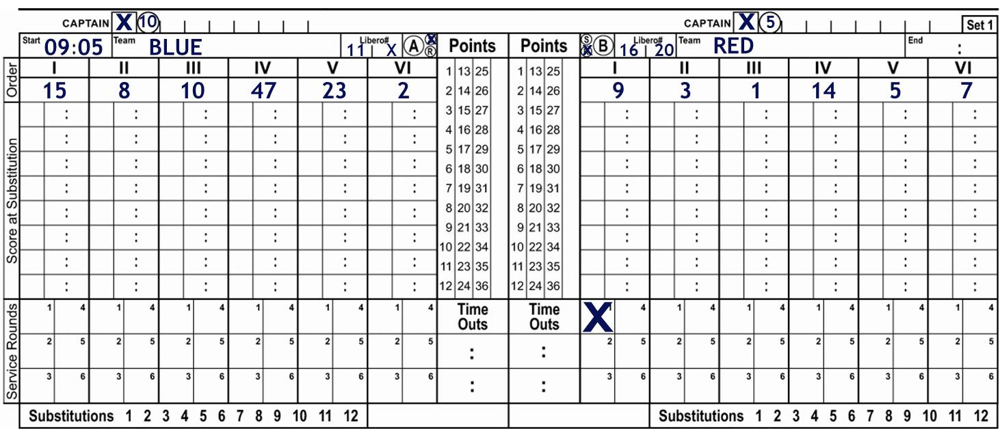 CAPTAIN X 10 CAPTAIN X 5 Set 1
Start 09:05 Team BLUE Libero# 11 X A X R Points Points S X B Libero# 16 20 Team RED End :
Order I II III IV V VI I II III IV V VI
15 8 10 47 23 2 9 3 1 14 5 7
Score at Substitution
: : : : : : 1 13 25 1 13 25 : : : : : :
: : : : : : 2 14 26 2 14 26 : : : : : :
: : : : : : 3 15 27 3 15 27 : : : : : :
: : : : : : 4 16 28 4 16 28 : : : : : :
: : : : : : 5 17 29 5 17 29 : : : : : :
: : : : : : 6 18 30 6 18 30 : : : : : :
: : : : : : 7 19 31 7 19 31 : : : : : :
: : : : : : 8 20 32 8 20 32 : : : : : :
9 21 33 9 21 33
10 22 34 10 22 34
11 23 35 11 23 35
12 24 36 12 24 36
Service Rounds
1 4 1 4 1 4 1 4 1 4 1 4 Time Outs Time Outs X 1 4 1 4 1 4 1 4 1 4 1 4
2 5 2 5 2 5 2 5 2 5 2 5 : : 2 5 2 5 2 5 2 5 2 5 2 5
3 6 3 6 3 6 3 6 3 6 3 6 : : 3 6 3 6 3 6 3 6 3 6 3 6
Substitutions 1 2 3 4 5 6 7 8 9 10 11 12 Substitutions 1 2 3 4 5 6 7 8 9 10 11 12